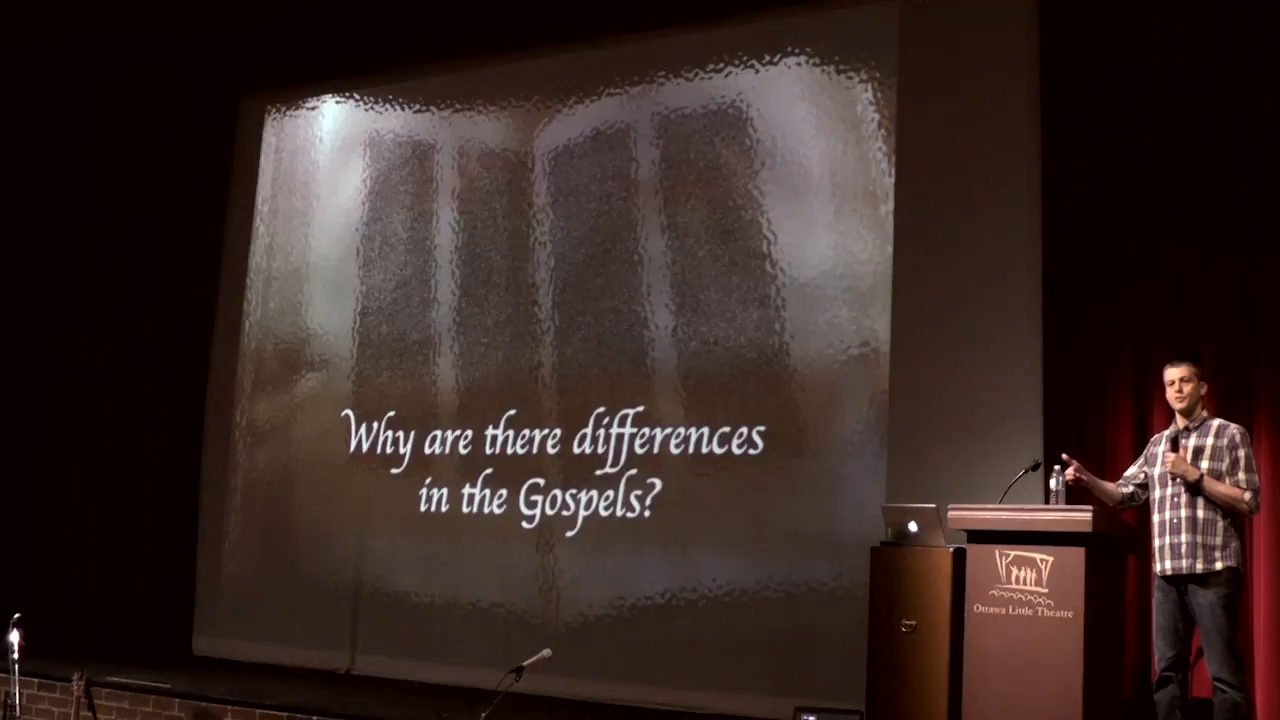 Why are there differences
in the Gospels?
Ottawa Little Theatre